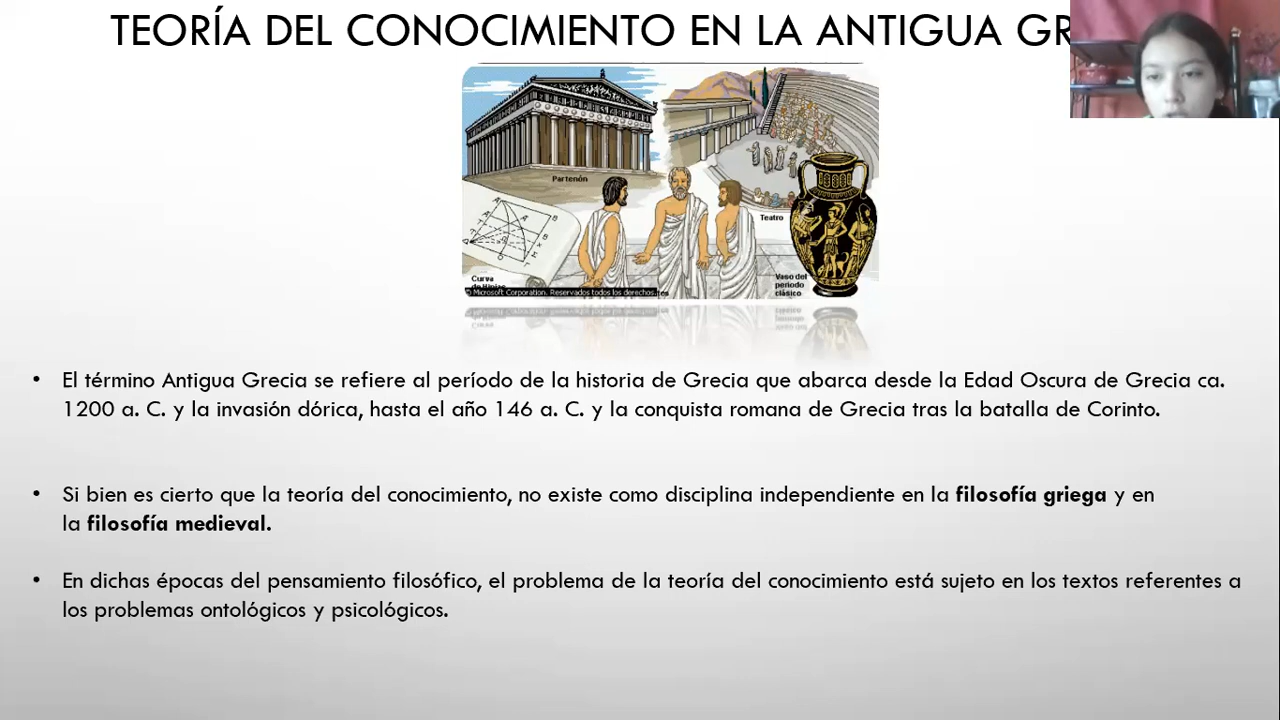 TEORÍA DEL CONOCIMIENTO EN LA ANTIGUA GR
Partenón
Teatro
Curva
de Hipias
Vaso del
período
clásico
© Microsoft Corporation. Reservados todos los derechos.
• El término Antigua Grecia se refiere al período de la historia de Grecia que abarca desde la Edad Oscura de Grecia ca.
1200 a. C. y la invasión dórica, hasta el año 146 a. C. y la conquista romana de Grecia tras la batalla de Corinto.
• Si bien es cierto que la teoría del conocimiento, no existe como disciplina independiente en la filosofía griega y en
la filosofía medieval.
• En dichas épocas del pensamiento filosófico, el problema de la teoría del conocimiento está sujeto en los textos referentes a
los problemas ontológicos y psicológicos.